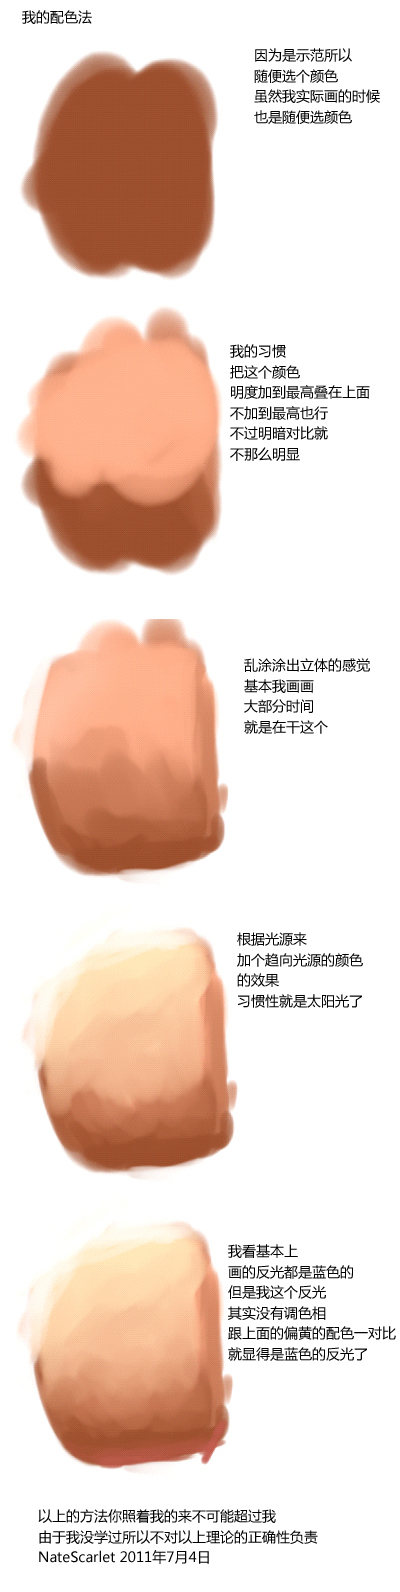 我的配色法
因为是示范所以
随便选个颜色
虽然我实际画的时候
也是随便选颜色
我的习惯
把这个颜色
明度加到最高叠在上面
不加到最高也行
不过明暗对比就
不那么明显
乱涂涂出立体的感觉
基本我画画
大部分时间
就是在干这个
根据光源来
加个趋向光源的颜色
的效果
习惯性就是太阳光了
我看基本上
画的反光都是蓝色的
但是我这个反光
其实没有调色相
跟上面的偏黄的配色一对比
就显得是蓝色的反光了
以上的方法你照着我的来不可能超过我
由于我没学过所以不对以上理论的正确性负责
NateScarlet 2011年7月4日